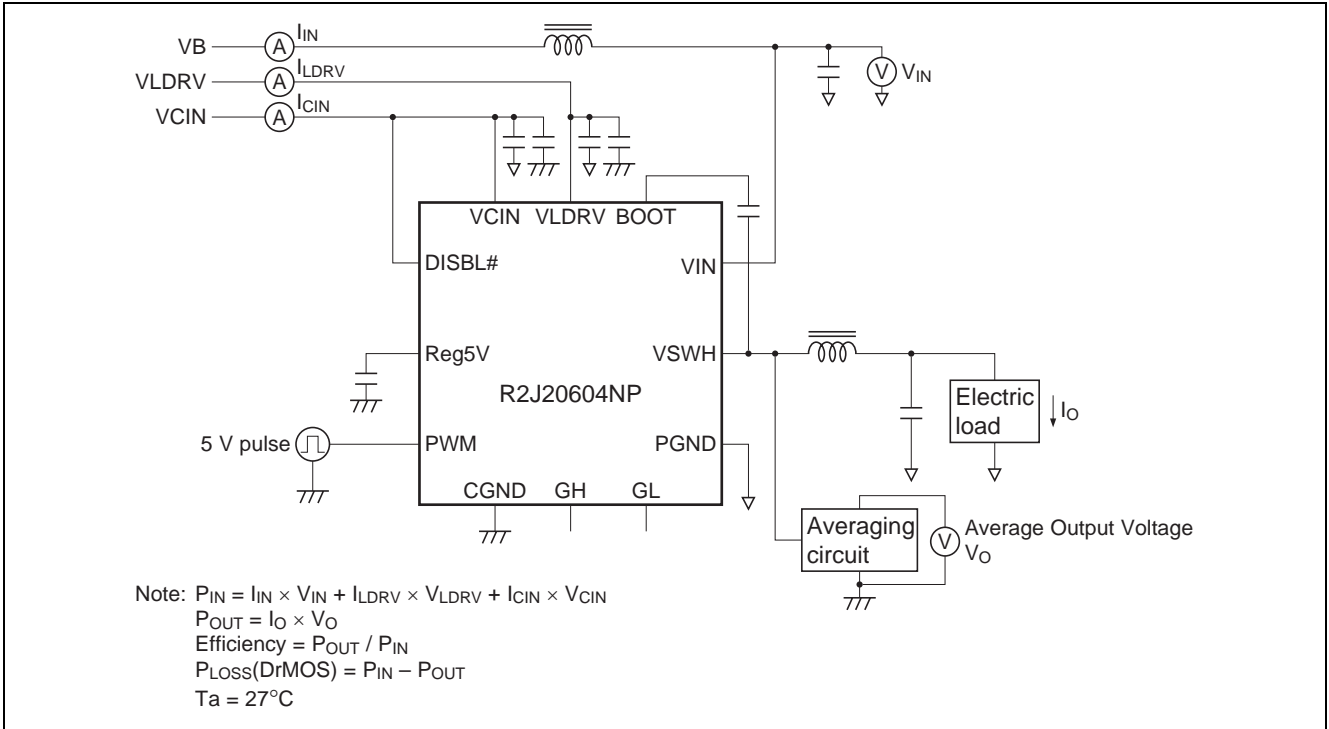 VB A IIN
VLDRV A ILDRV
VCIN A ICIN
V VIN
VCIN VLDRV BOOT
DISBL# VIN
Reg5V VSWH
R2J20604NP
Electric
load
IO
5 V pulse PWM PGND
CGND GH GL
Averaging
circuit
V Average Output Voltage
VO
Note: PIN = IIN × VIN + ILDRV × VLDRV + ICIN × VCIN
POUT = IO × VO
Efficiency = POUT / PIN
PLOSS(DrMOS) = PIN – POUT
Ta = 27°C